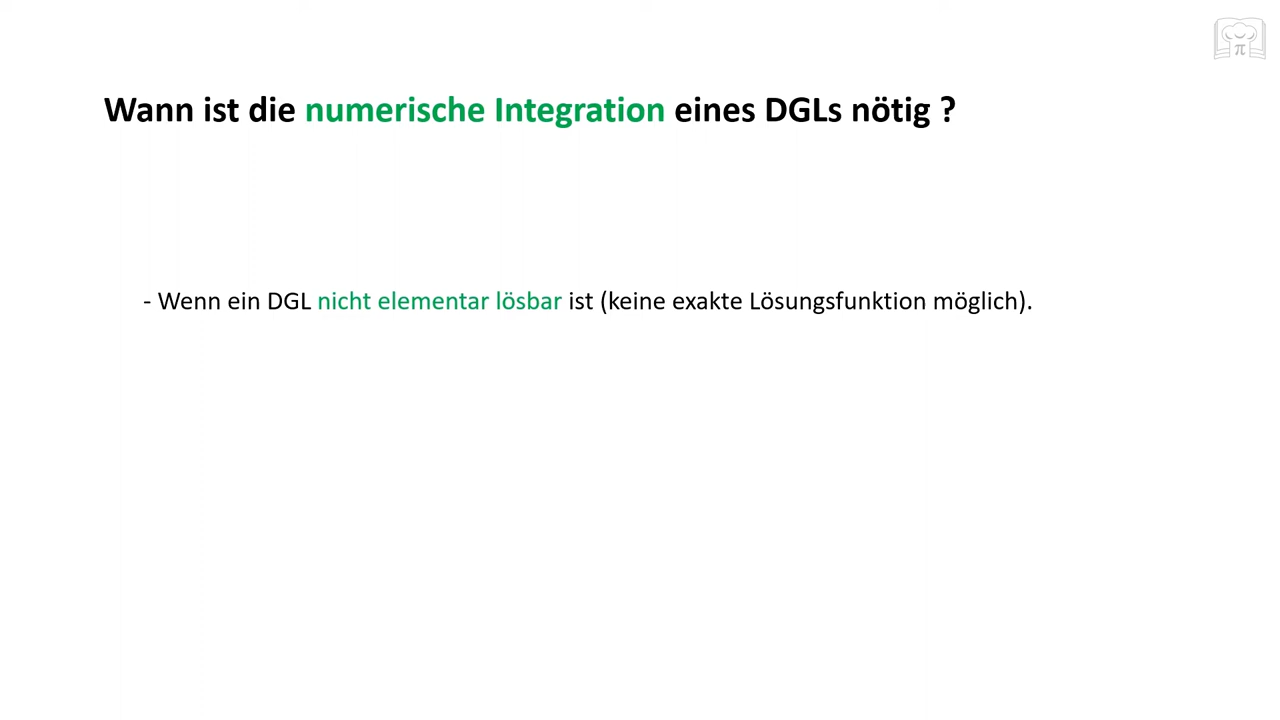 Wann ist die numerische Integration eines DGLs nötig ?
- Wenn ein DGL nicht elementar lösbar ist (keine exakte Lösungsfunktion möglich).
π